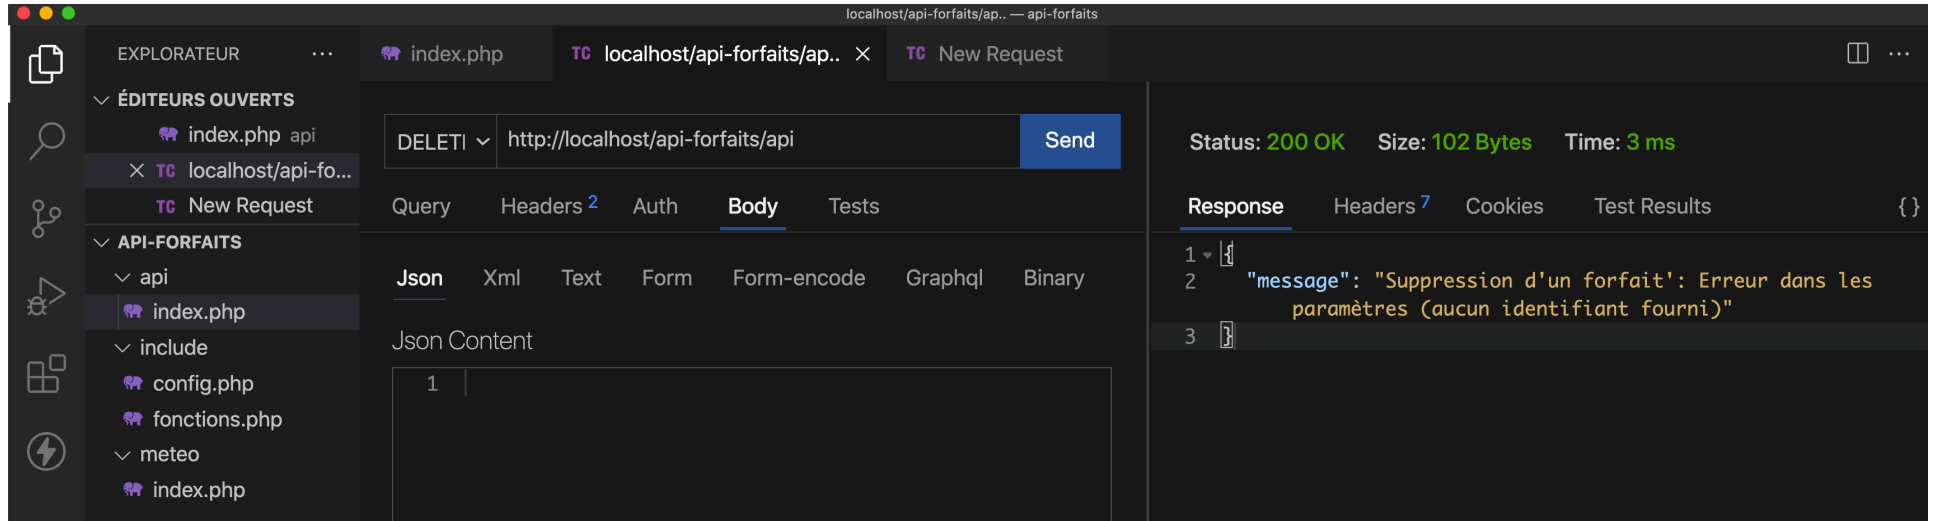 localhost/api-forfaits/ap.. — api-forfaits
EXPLORATEUR ···
index.php
TC localhost/api-forfaits/ap..
TC New Request
ÉDITEURS OUVERTS
index.php api
TC localhost/api-fo...
TC New Request
API-FORFAITS
api
index.php
include
config.php
fonctions.php
meteo
index.php
DELETI http://localhost/api-forfaits/api Send
Query Headers 2 Auth Body Tests
Json Xml Text Form Form-encode Graphql Binary
Json Content
1
Status: 200 OK Size: 102 Bytes Time: 3 ms
Response Headers 7 Cookies Test Results { }
1 {
2 "message": "Suppression d'un forfait': Erreur dans les
paramètres (aucun identifiant fourni)"
3 }